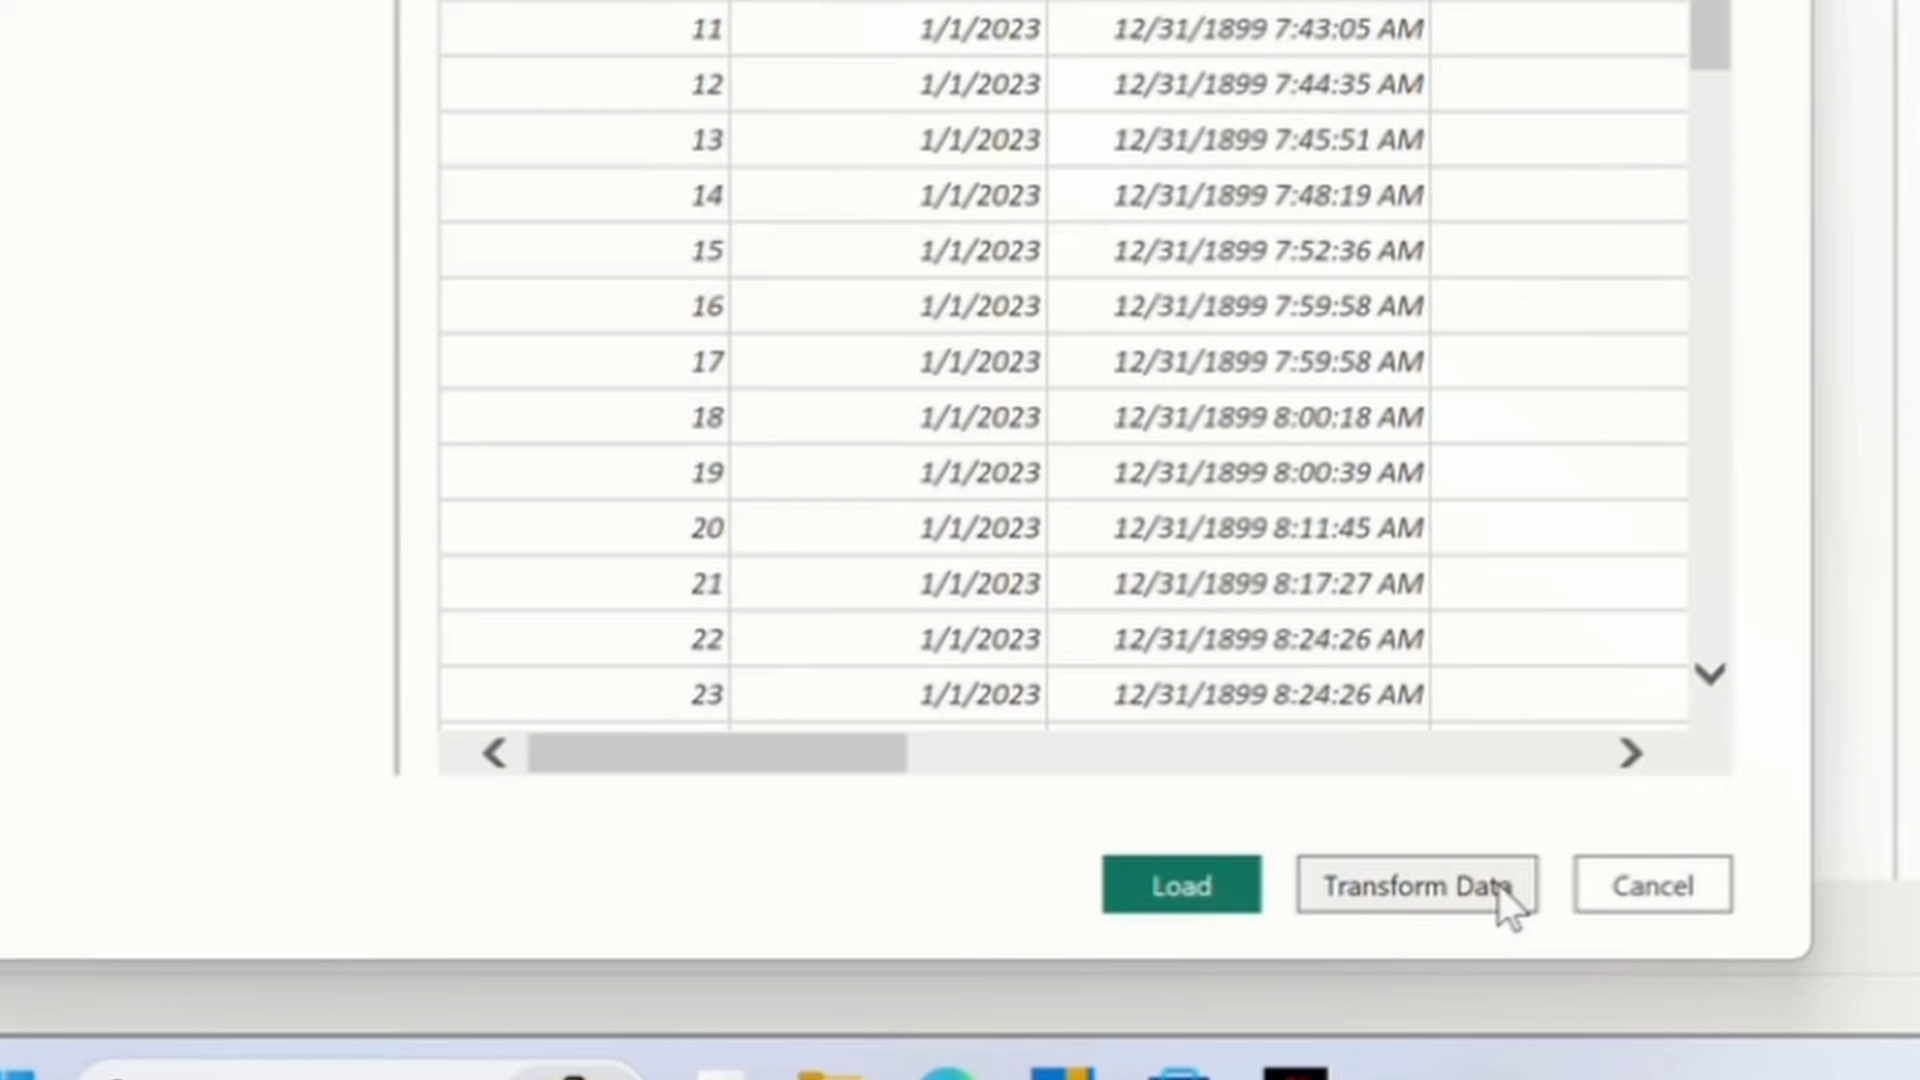 11 1/1/2023 12/31/1899 7:43:05 AM
12 1/1/2023 12/31/1899 7:44:35 AM
13 1/1/2023 12/31/1899 7:45:51 AM
14 1/1/2023 12/31/1899 7:48:19 AM
15 1/1/2023 12/31/1899 7:52:36 AM
16 1/1/2023 12/31/1899 7:59:58 AM
17 1/1/2023 12/31/1899 7:59:58 AM
18 1/1/2023 12/31/1899 8:00:18 AM
19 1/1/2023 12/31/1899 8:00:39 AM
20 1/1/2023 12/31/1899 8:11:45 AM
21 1/1/2023 12/31/1899 8:17:27 AM
22 1/1/2023 12/31/1899 8:24:26 AM
23 1/1/2023 12/31/1899 8:24:26 AM
Load Transform Data Cancel